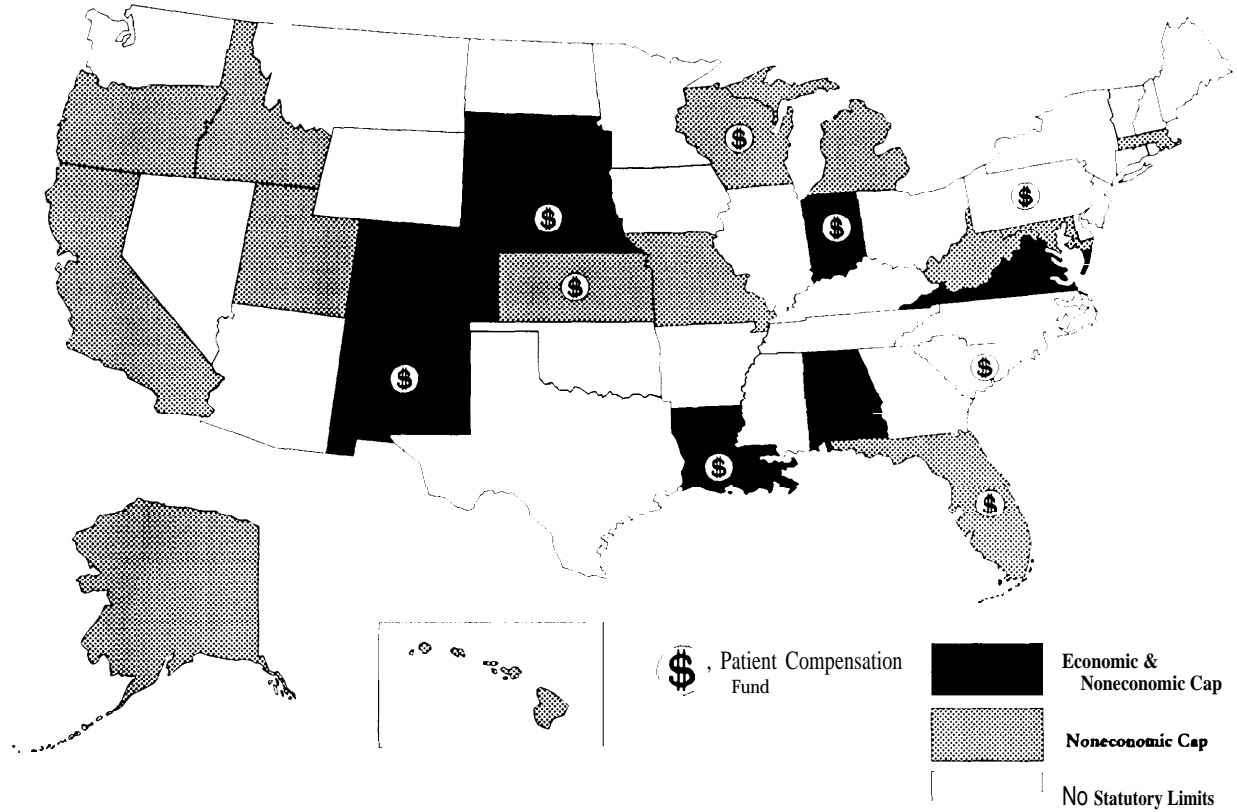 $
$
$
$
$
$
$
$
$
$ , Patient Compensation
Fund
Economic &
Noneconomic Cap
Noneconomic Cap
No Statutory Limits